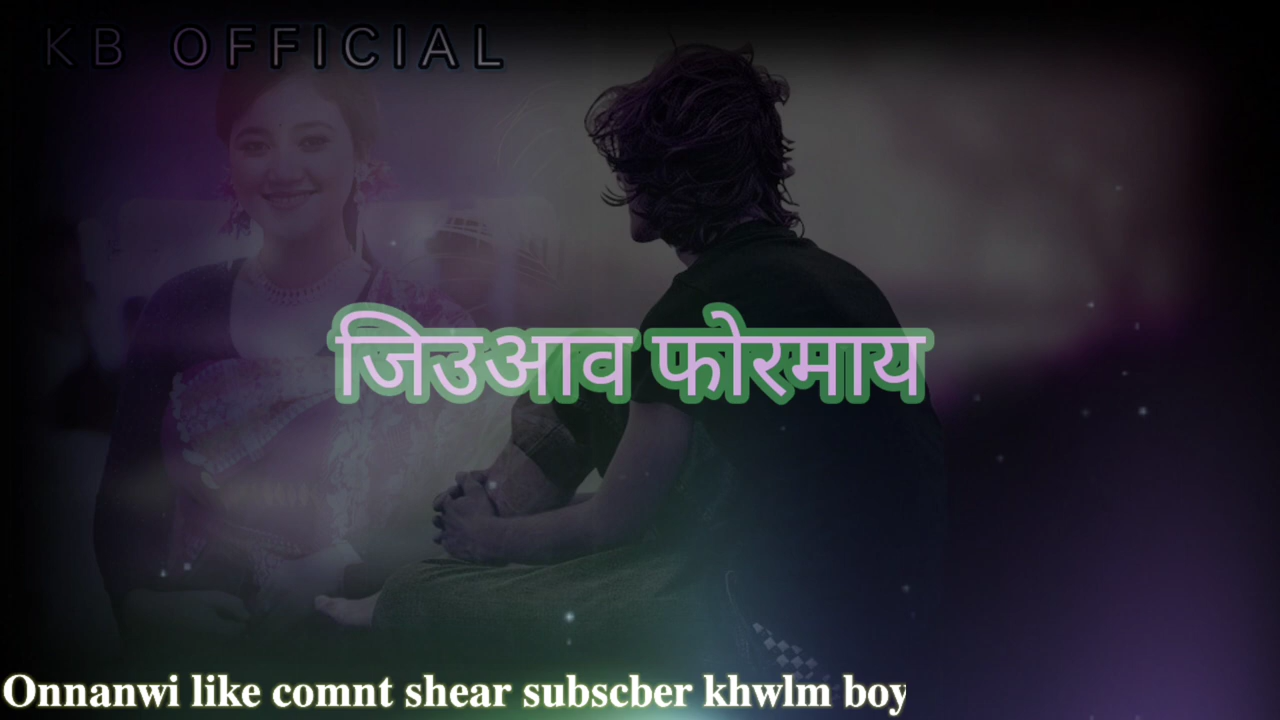 KB OFFICIAL
जिउआव फोरमाय
Onnanwi like comnt shear subscber khwlm boy